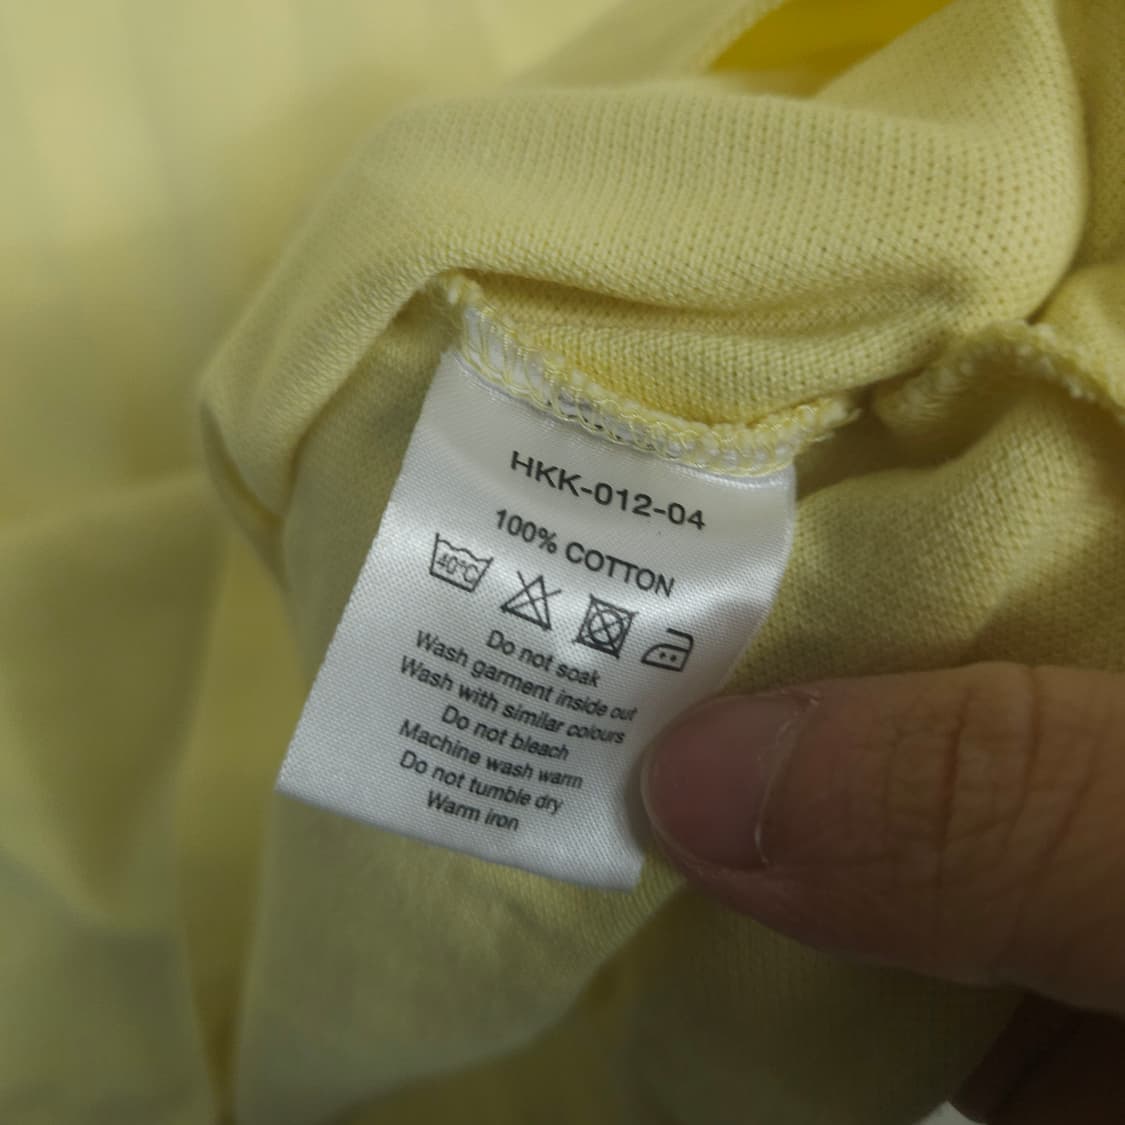 HKK-012-04
100% COTTON
40°C
Do not soak
Wash garment inside out
Wash with similar colours
Do not bleach
Machine wash warm
Do not tumble dry
Warm iron